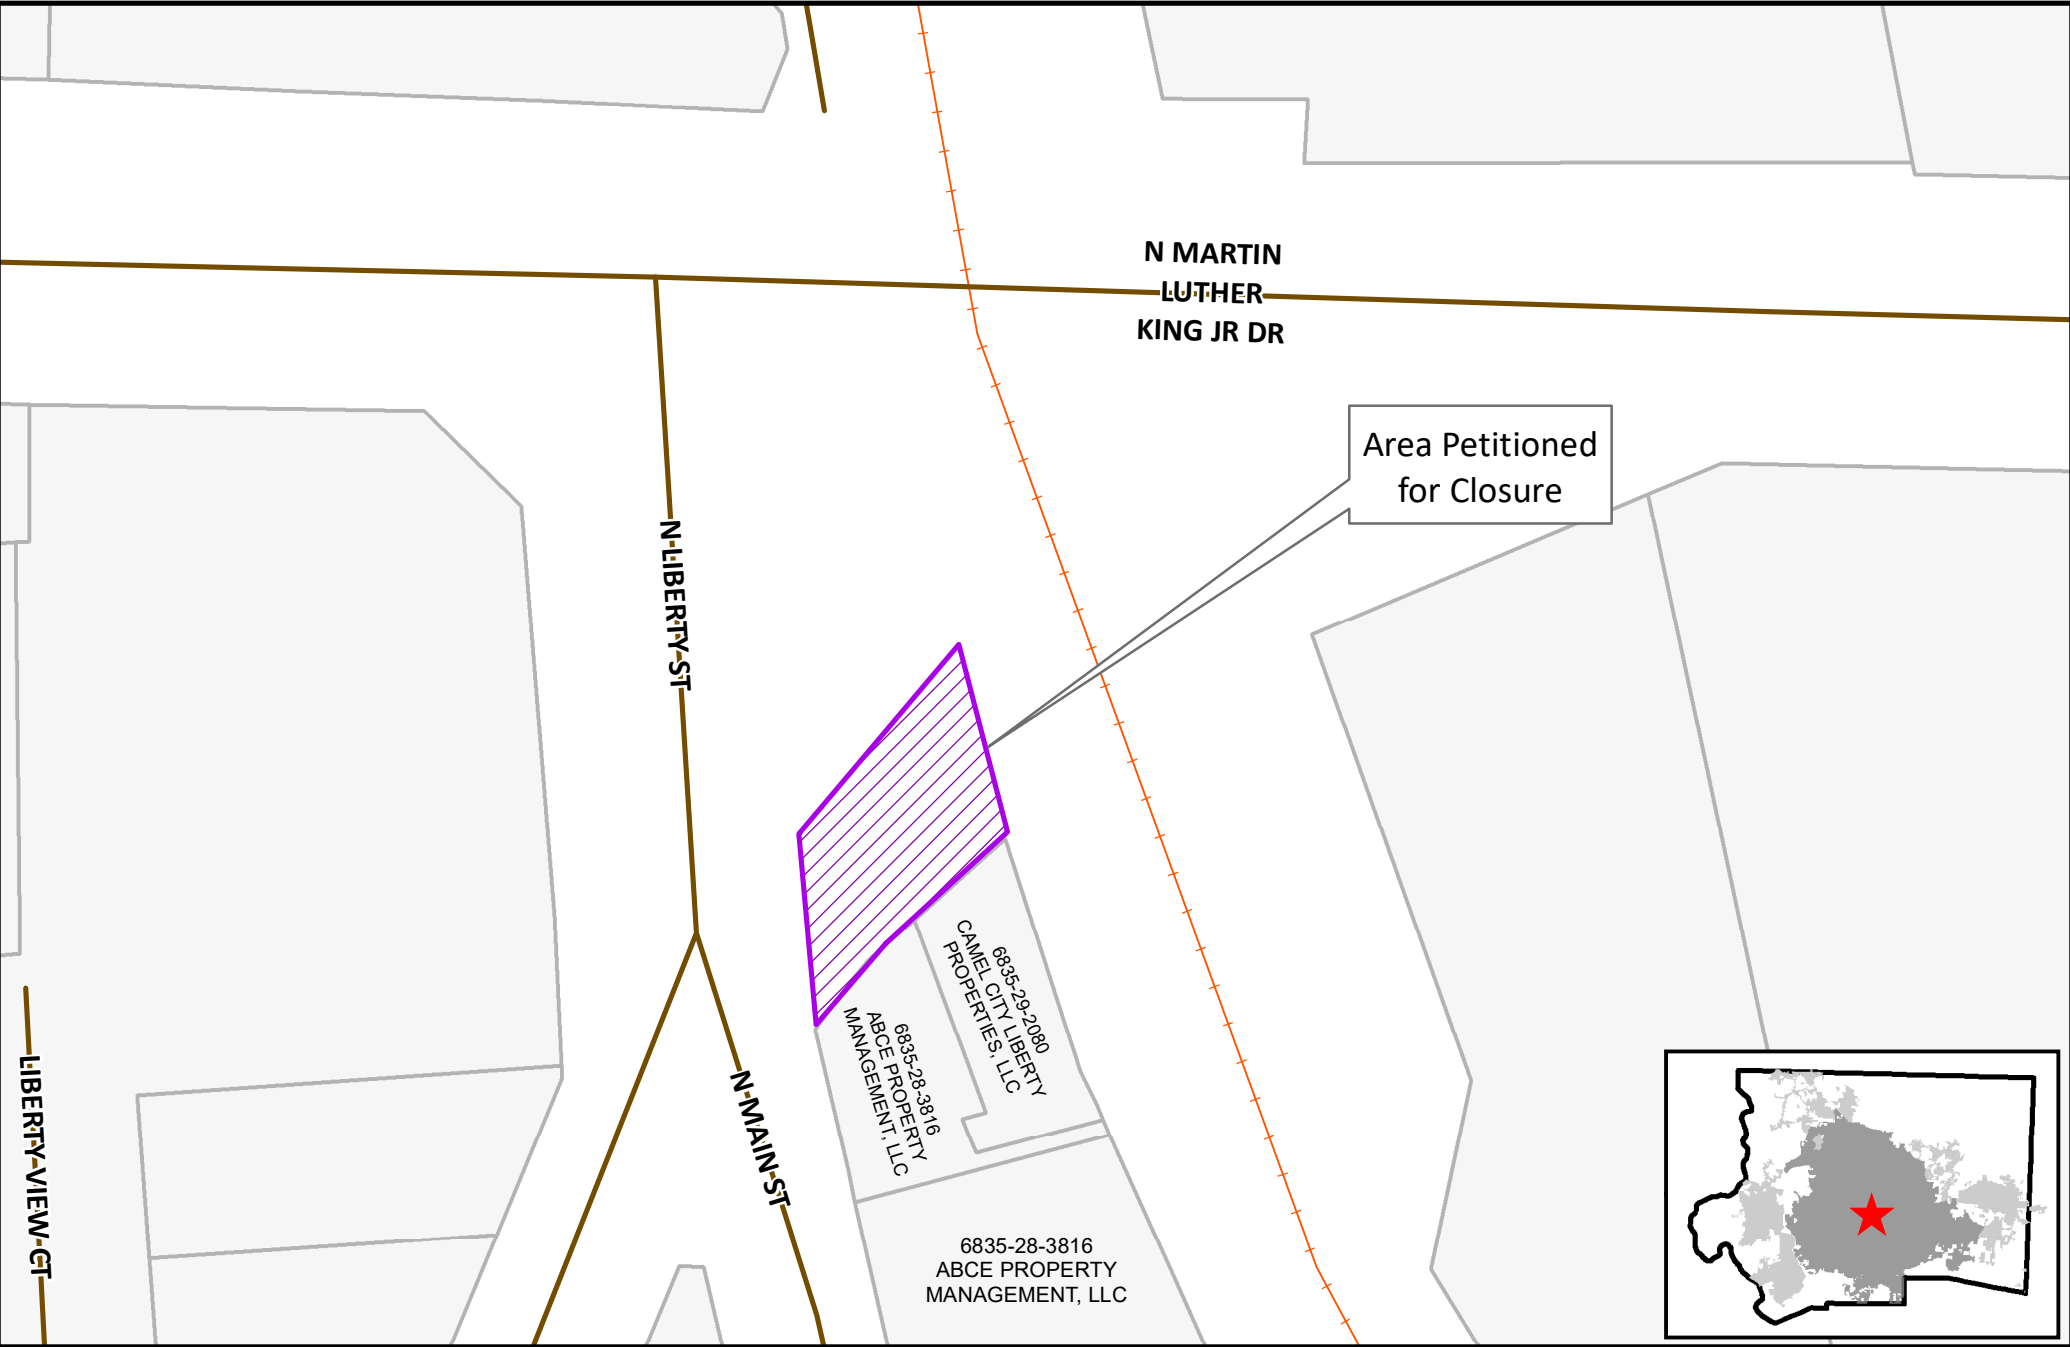 N MARTIN
LUTHER
KING JR DR
Area Petitioned
for Closure
N LIBERTY ST
6835-29-2080
CAMEL CITY LIBERTY
PROPERTIES, LLC
6835-28-3816
ABCE PROPERTY
MANAGEMENT, LLC
LIBERTY VIEW CT
N MAIN ST
6835-28-3816
ABCE PROPERTY
MANAGEMENT, LLC